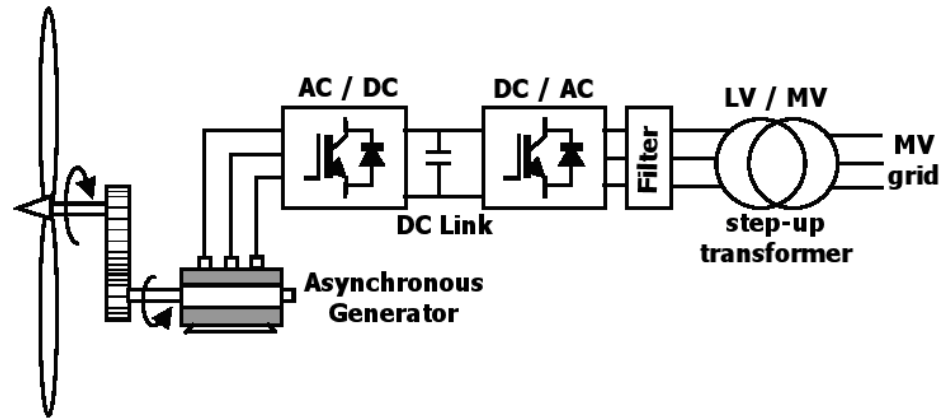 AC / DC
DC / AC
LV / MV
Filter
MV
grid
DC Link
step-up
transformer
Asynchronous
Generator